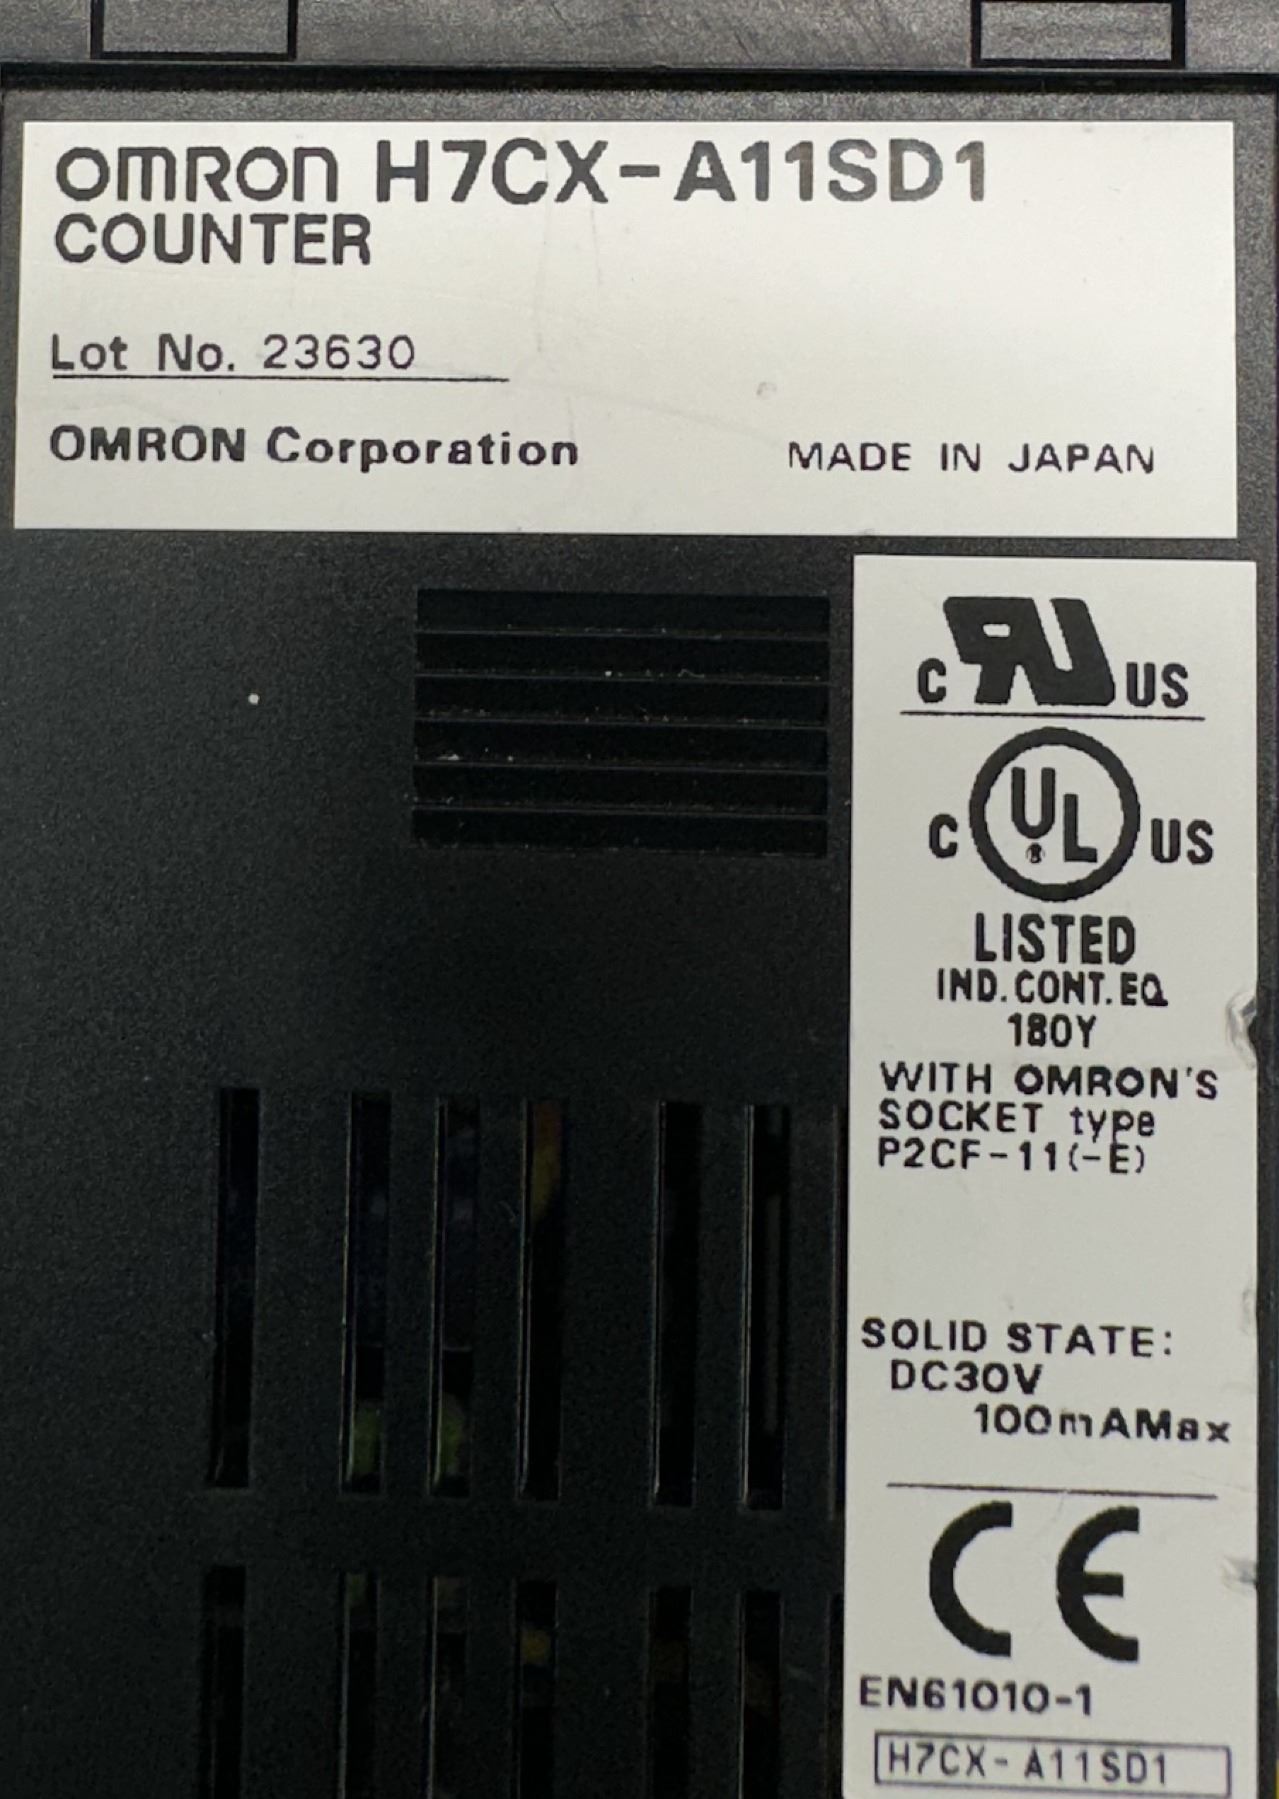 OMRON H7CX-A11SD1
COUNTER
Lot No. 23630
OMRON Corporation MADE IN JAPAN
C RU US
C UL® US
LISTED
IND.CONT.EQ
180Y
WITH OMRON'S
SOCKET type
P2CF-11(-E)
SOLID STATE:
DC30V
100mAMax
CE
EN61010-1
H7CX-A11SD1